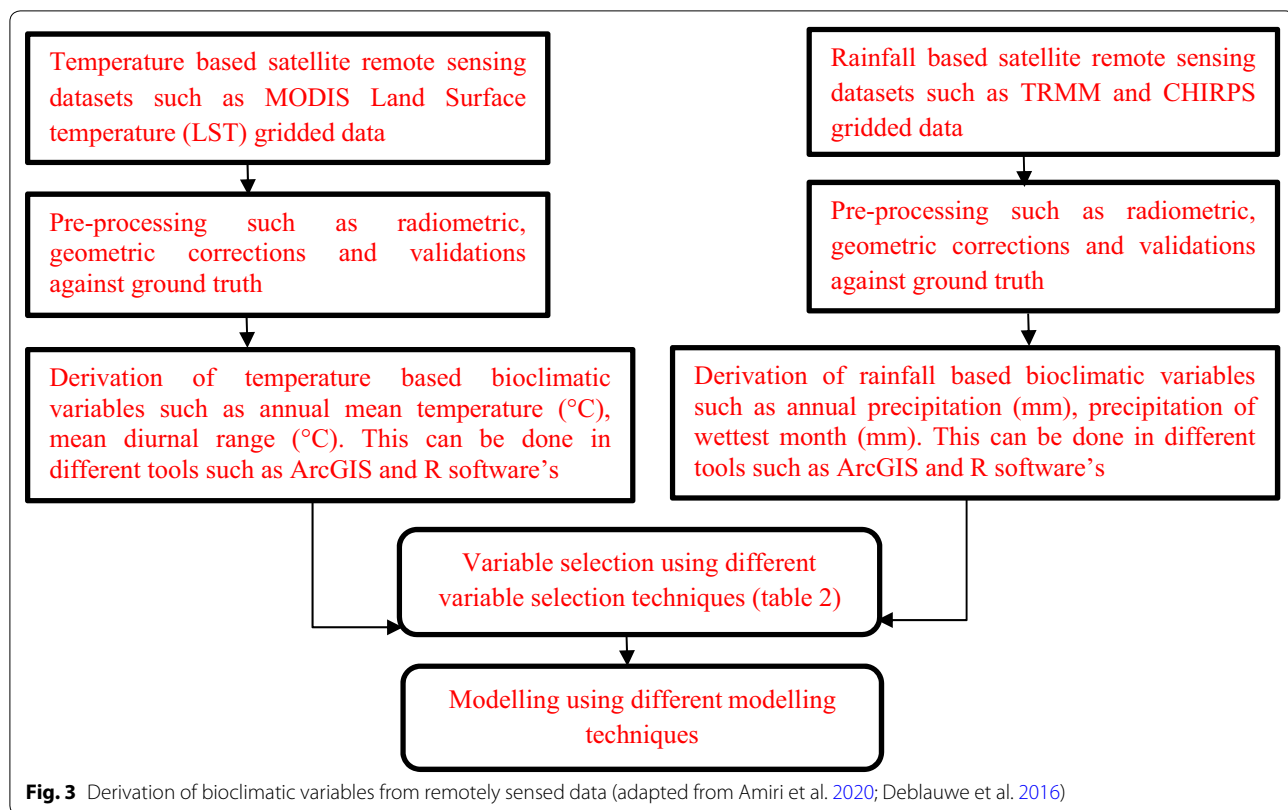 Temperature based satellite remote sensing
datasets such as MODIS Land Surface
temperature (LST) gridded data
Rainfall based satellite remote sensing
datasets such as TRMM and CHIRPS
gridded data
Pre-processing such as radiometric,
geometric corrections and validations
against ground truth
Pre-processing such as radiometric,
geometric corrections and validations
against ground truth
Derivation of temperature based bioclimatic
variables such as annual mean temperature (°C),
mean diurnal range (°C). This can be done in
different tools such as ArcGIS and R software’s
Derivation of rainfall based bioclimatic variables
such as annual precipitation (mm), precipitation of
wettest month (mm). This can be done in different
tools such as ArcGIS and R software’s
Variable selection using different
variable selection techniques (table 2)
Modelling using different modelling
techniques
Fig. 3 Derivation of bioclimatic variables from remotely sensed data (adapted from Amiri et al. 2020; Deblauwe et al. 2016)